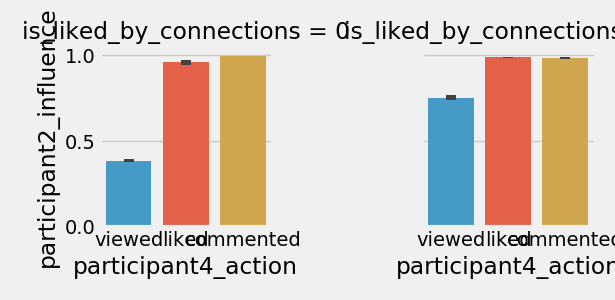 is_liked_by_connections = 0
is_liked_by_connections
participant2_influence
1.0
0.5
0.0
viewed
liked
commented
viewed
liked
commented
participant4_action
participant4_action